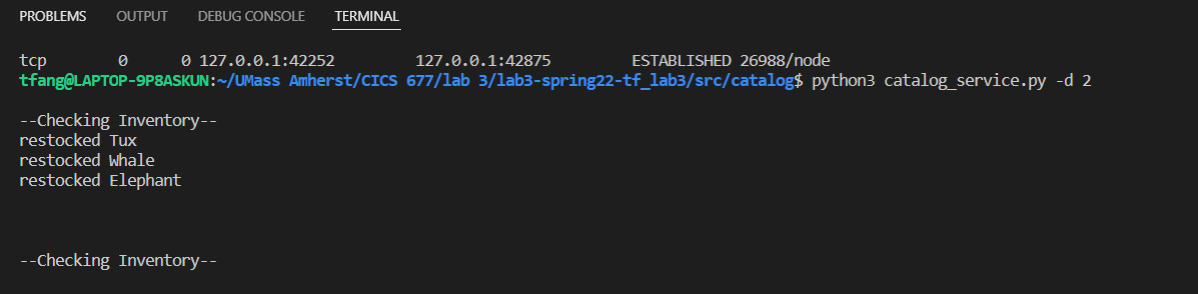 PROBLEMS OUTPUT DEBUG CONSOLE TERMINAL
tcp 0 0 127.0.0.1:42252 127.0.0.1:42875 ESTABLISHED 26988/node
tfang@LAPTOP-9P8ASKUN:~/UMass Amherst/CICS 677/lab 3/lab3-spring22-tf_lab3/src/catalog$ python3 catalog_service.py -d 2
--Checking Inventory--
restocked Tux
restocked Whale
restocked Elephant
--Checking Inventory--